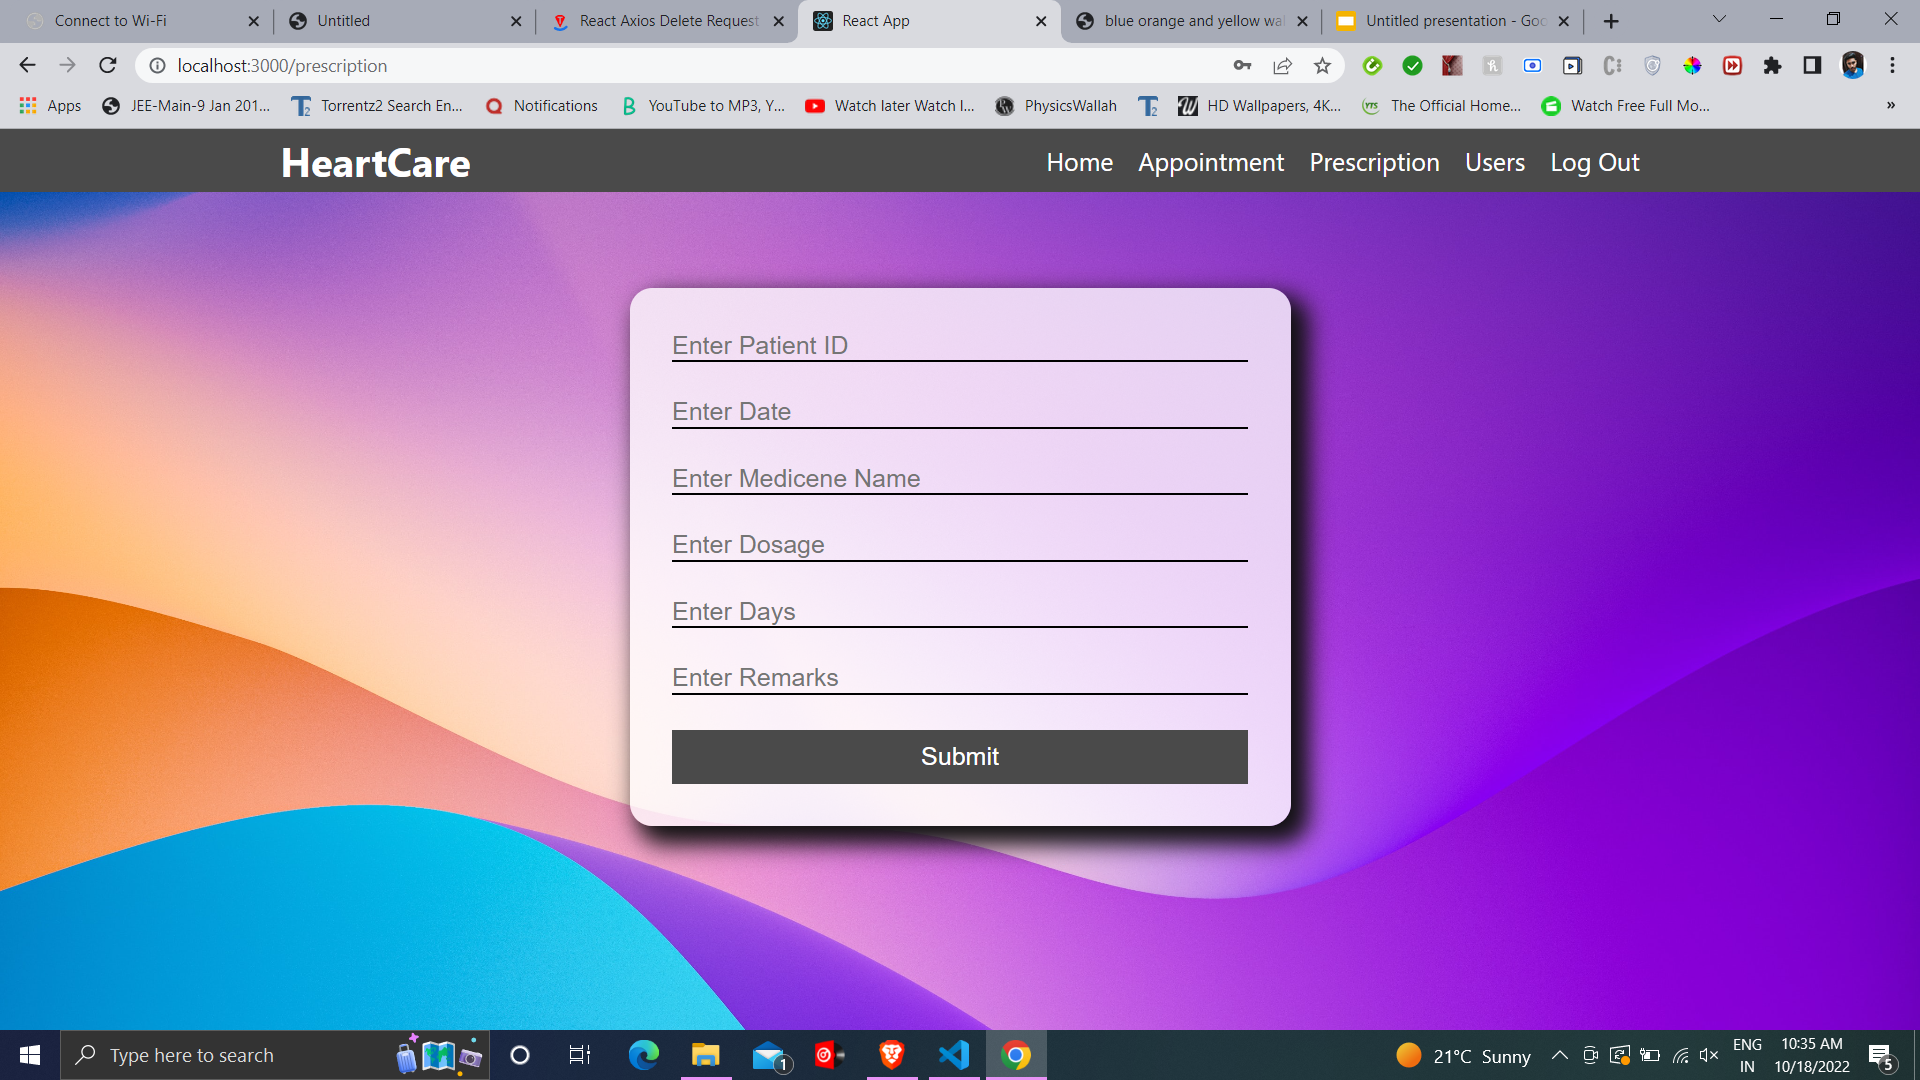 Connect to Wi-Fi
Untitled
React Axios Delete Request
React App
blue orange and yellow wal
Untitled presentation - Goo
localhost:3000/prescription
Apps
JEE-Main-9 Jan 201...
Torrentz2 Search En...
Notifications
YouTube to MP3, Y...
Watch later Watch l...
PhysicsWallah
HD Wallpapers, 4K...
The Official Home...
Watch Free Full Mo...
»
HeartCare
Home Appointment Prescription Users Log Out
Enter Patient ID
Enter Date
Enter Medicene Name
Enter Dosage
Enter Days
Enter Remarks
Submit
Type here to search
1
21°C Sunny
ENG
IN
10:35 AM
10/18/2022
5